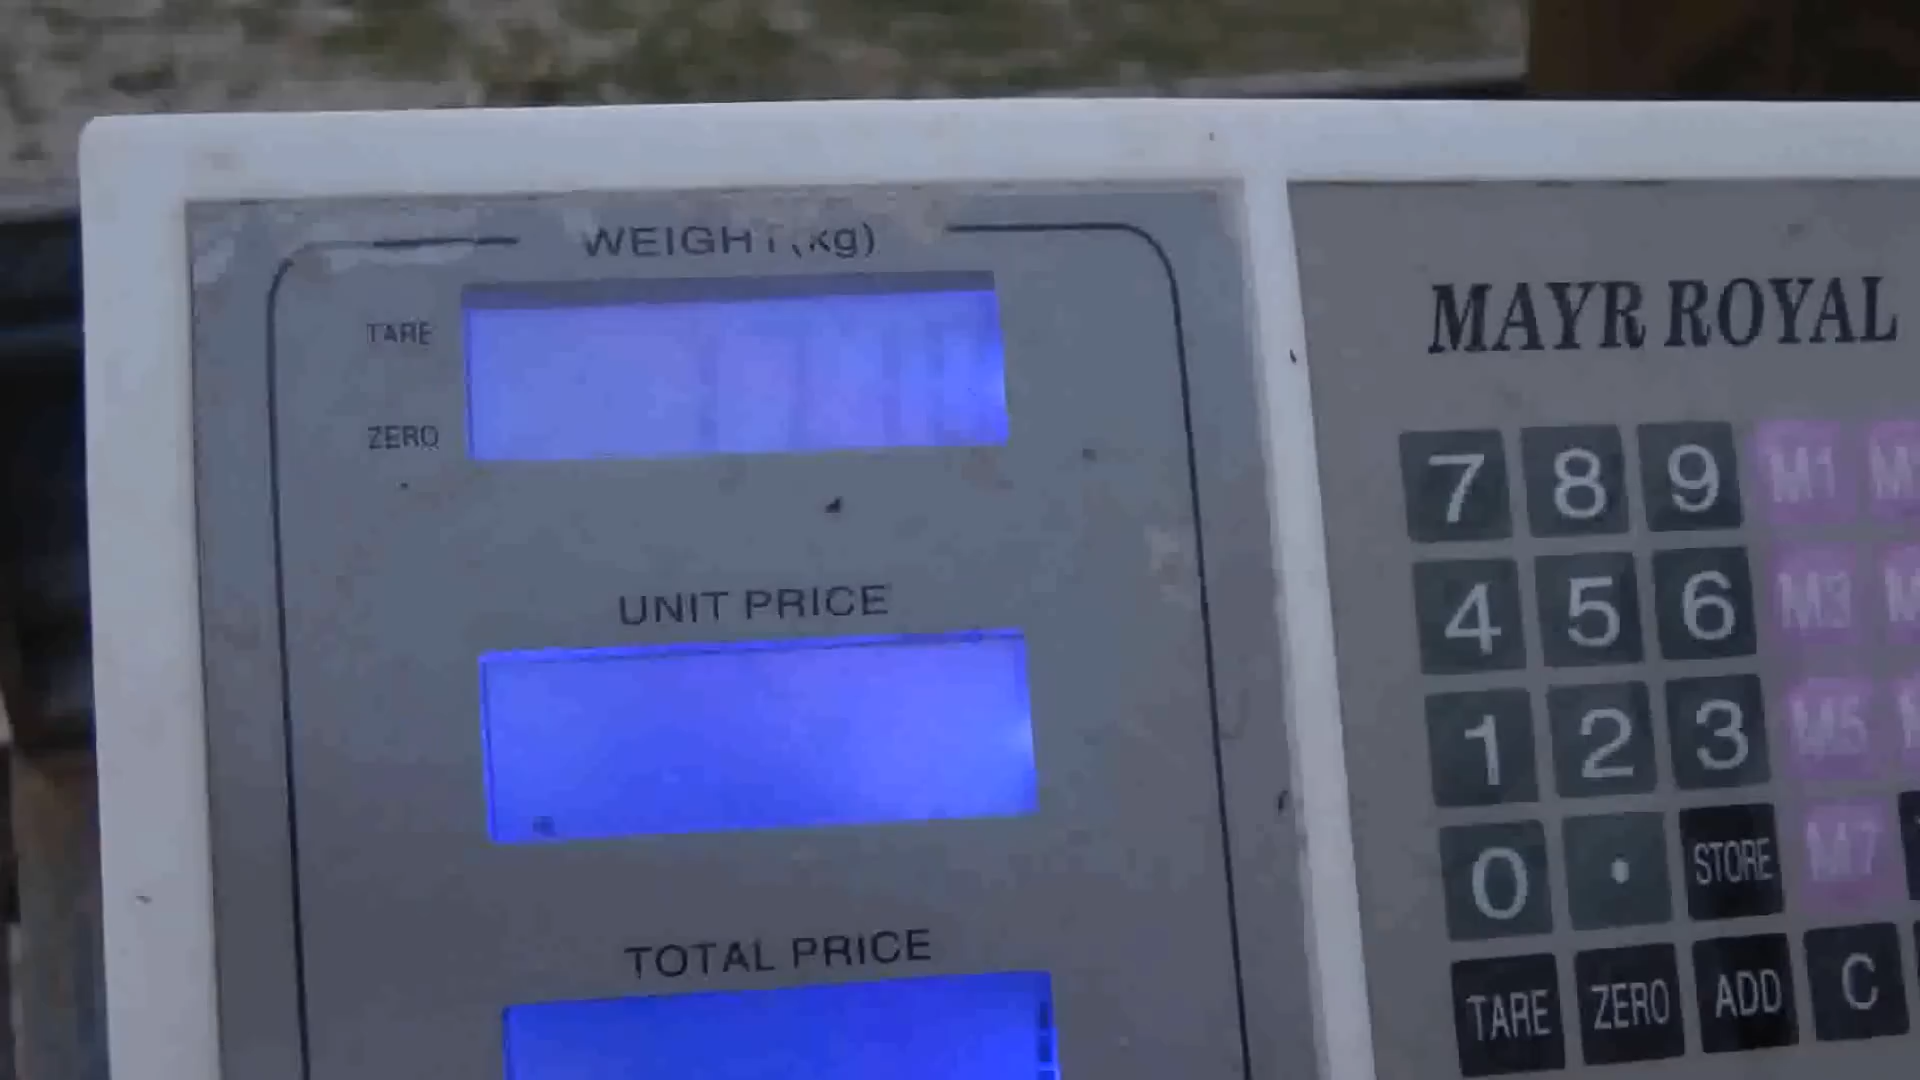 WEIGHT (kg)
TARE
ZERO
UNIT PRICE
TOTAL PRICE
MAYR ROYAL
7 8 9 M1
4 5 6 M3
1 2 3 M5
0 . STORE M7
TARE ZERO ADD C